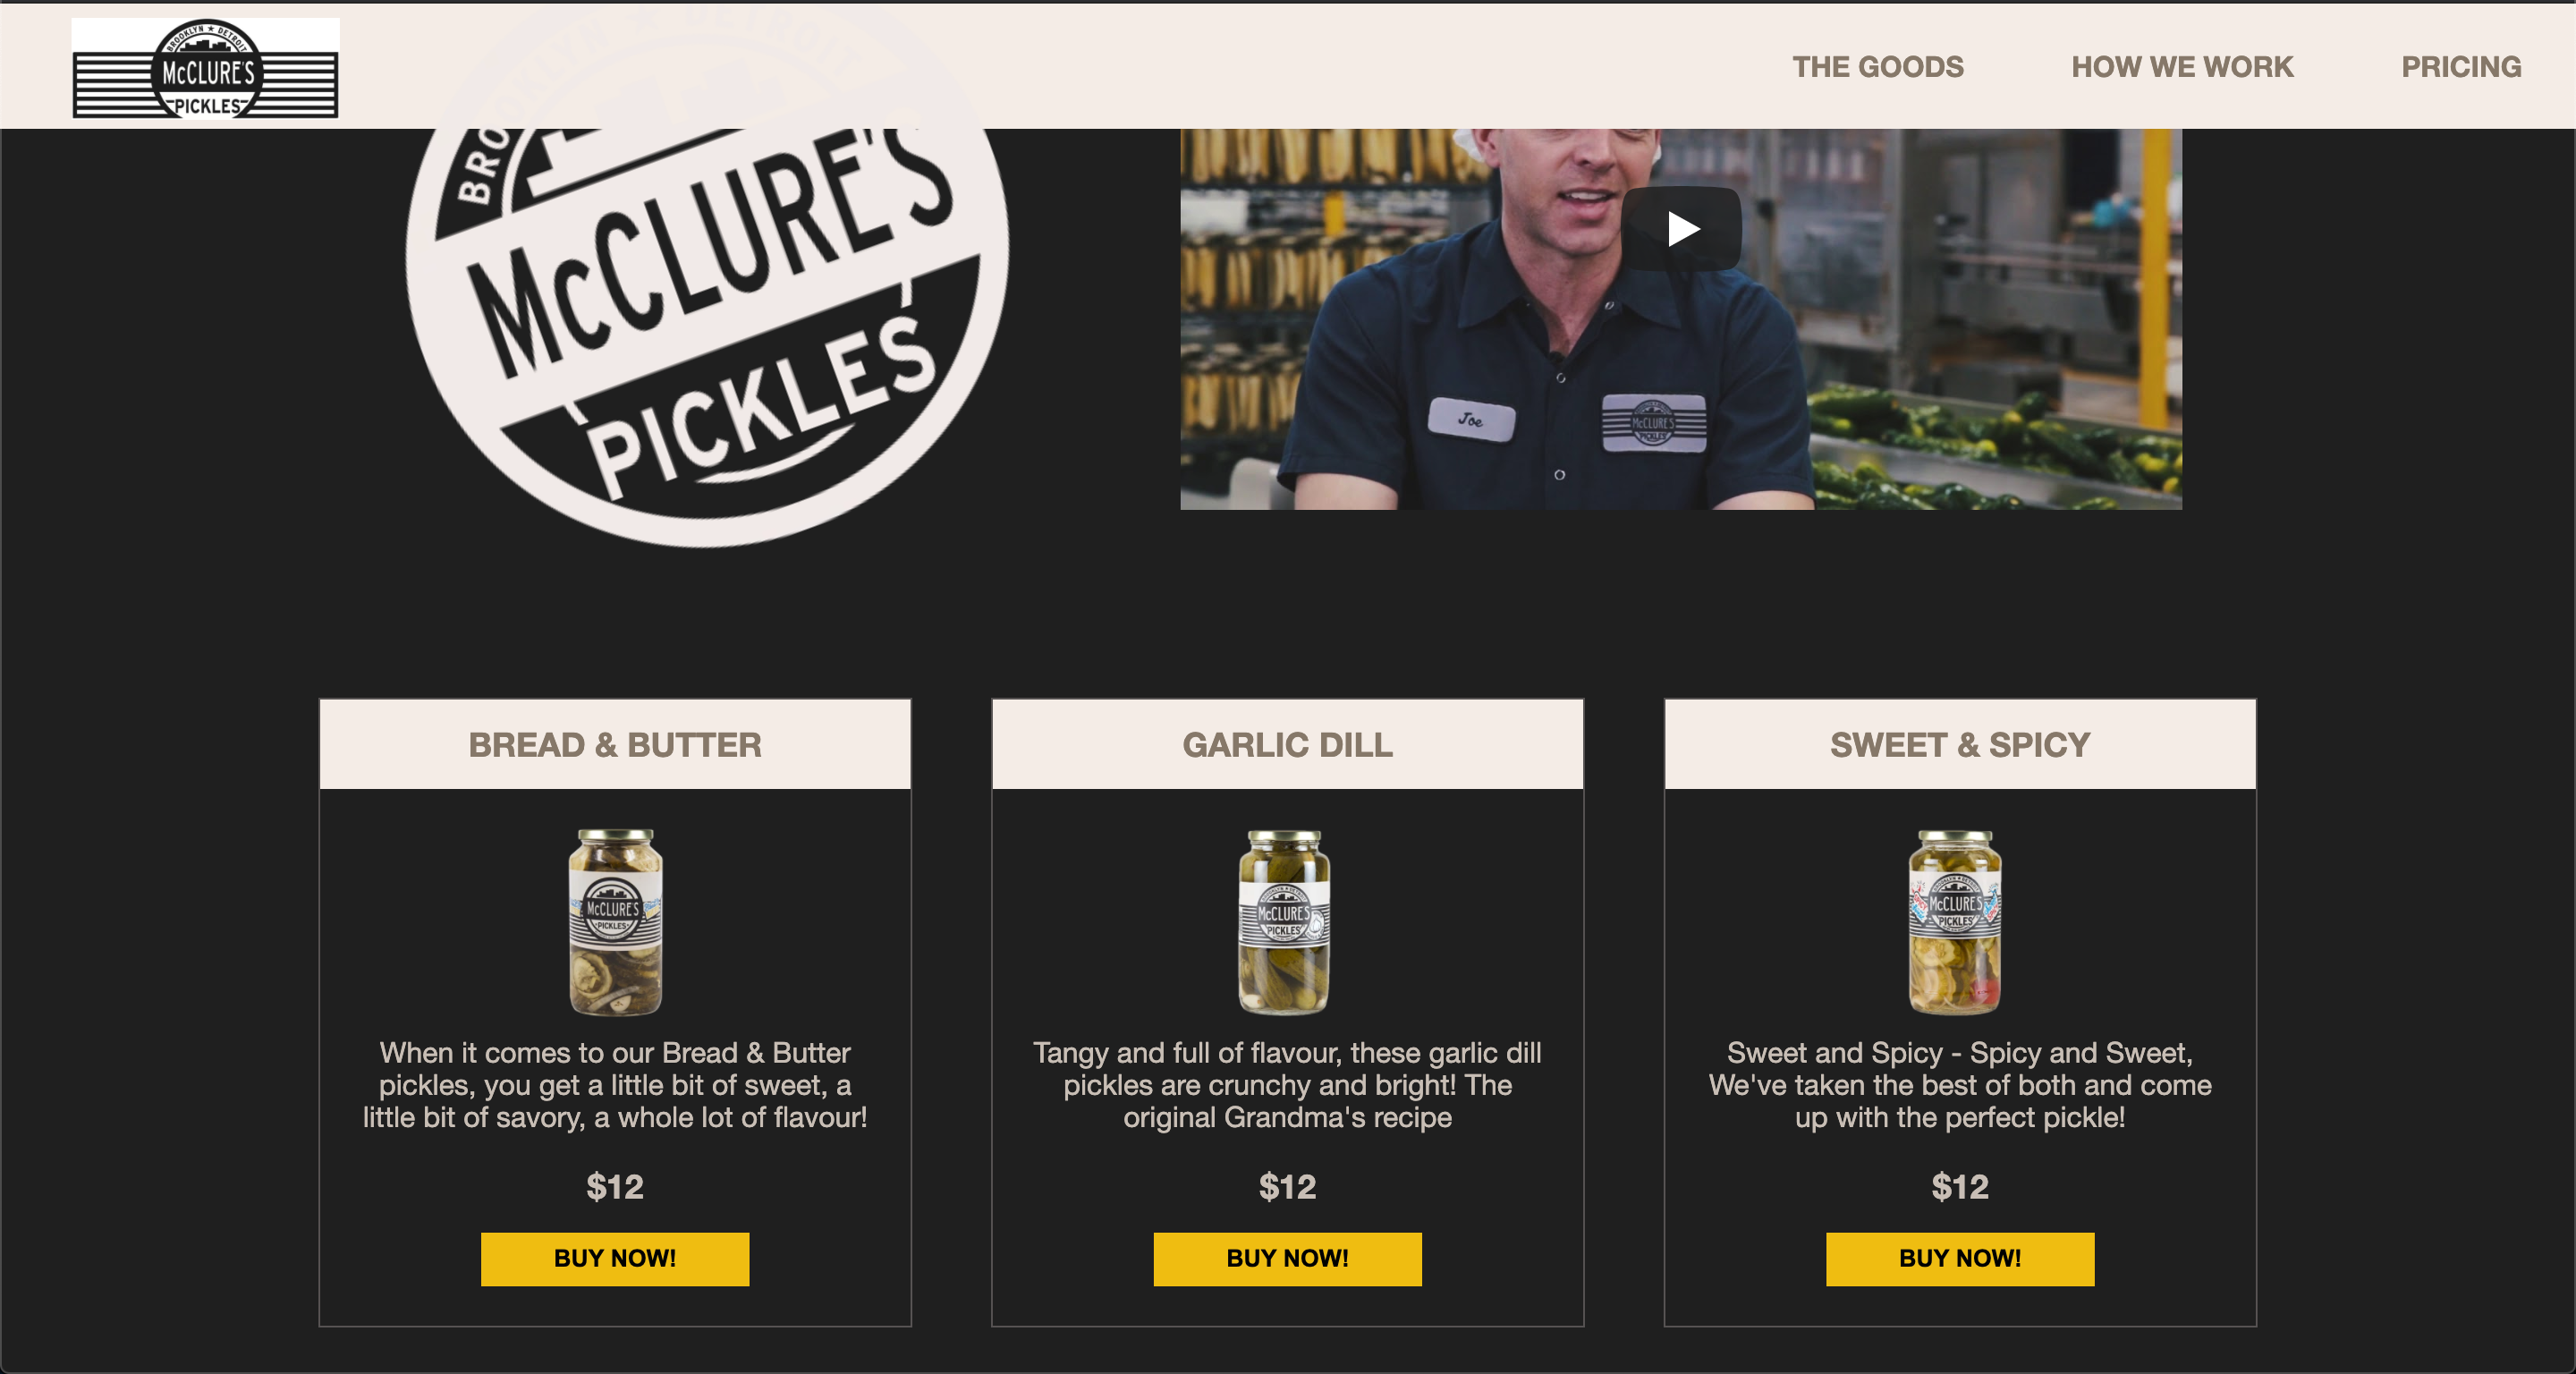 BROOKLYN ★ DETROIT
McCLURE'S
PICKLES
THE GOODS
HOW WE WORK
PRICING
BROOKLYN ★ DETROIT
McCLURE'S
PICKLES
Joe
McCLURE'S
PICKLES
BREAD & BUTTER
GARLIC DILL
SWEET & SPICY
McCLURE'S
PICKLES
When it comes to our Bread & Butter
pickles, you get a little bit of sweet, a
little bit of savory, a whole lot of flavour!
$12
BUY NOW!
McCLURE'S
PICKLES
Tangy and full of flavour, these garlic dill
pickles are crunchy and bright! The
original Grandma's recipe
$12
BUY NOW!
BROOKLYN ★ DETROIT
McCLURE'S
PICKLES
Sweet and Spicy - Spicy and Sweet,
We've taken the best of both and come
up with the perfect pickle!
$12
BUY NOW!